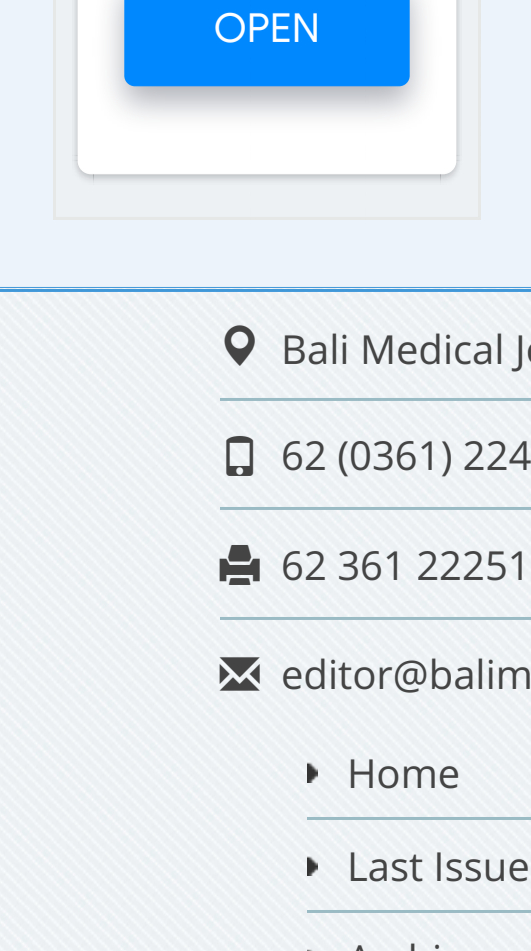 OPEN
Bali Medical
62 (0361) 224
62 361 22251
editor@balim
Home
Last Issue